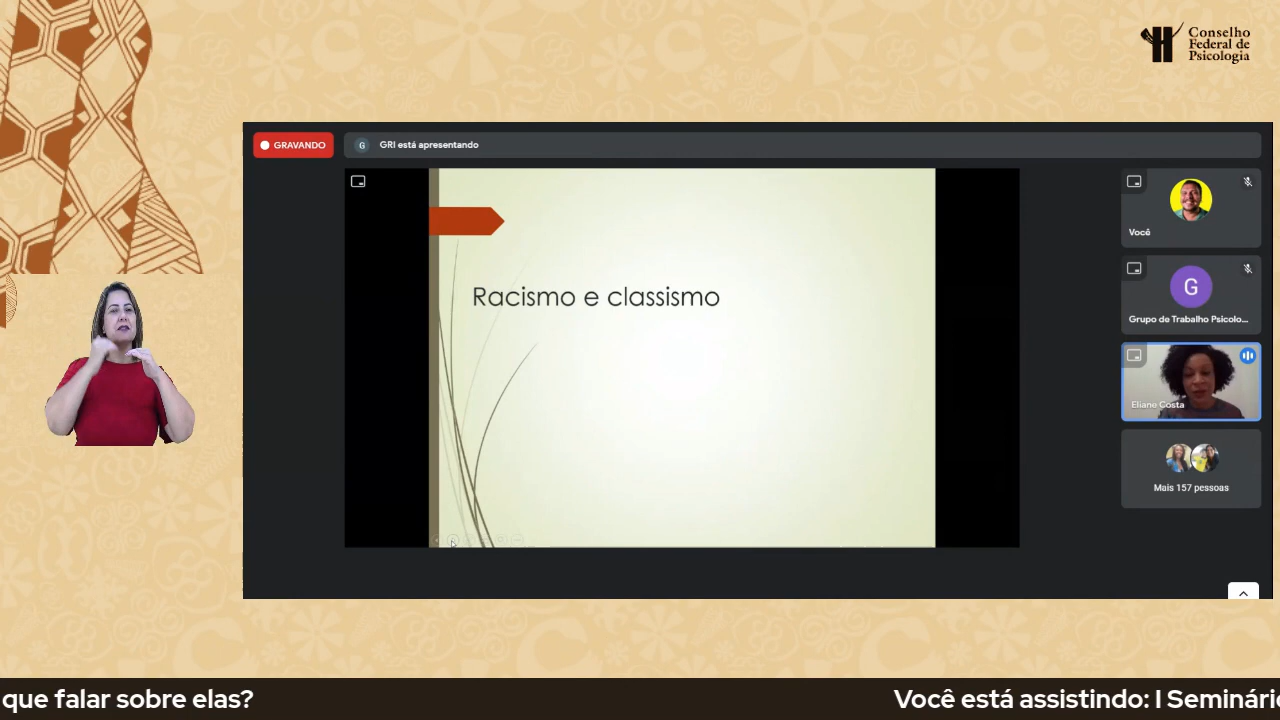 Conselho
Federal de
Psicologia
GRAVANDO
G
GRI está apresentando
Você
Racismo e classismo
G
Grupo de Trabalho Psicolo...
Eliane Costa
Mais 157 pessoas
que falar sobre elas?
Você está assistindo: I Seminário